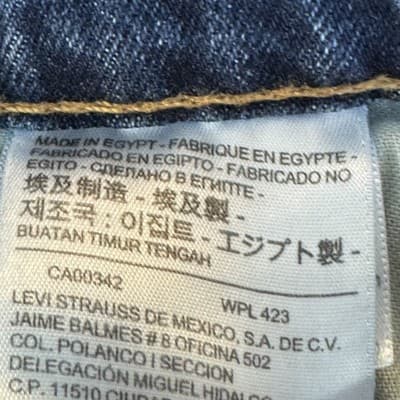 MADE IN EGYPT - FABRIQUE EN EGYPTE -
FABRICADO EN EGIPTO - FABRICADO NO
EGITO - СДЕЛАНО В ЕГИПТЕ -
埃及制造 - 埃及製 -
제조국 : 이집트 - エジプト製 -
BUATAN TIMUR TENGAH
CA00342 WPL 423
LEVI STRAUSS DE MEXICO, S.A. DE C.V.
JAIME BALMES # 8 OFICINA 502
COL. POLANCO I SECCION
DELEGACIÓN MIGUEL HIDALGO
C.P. 11510